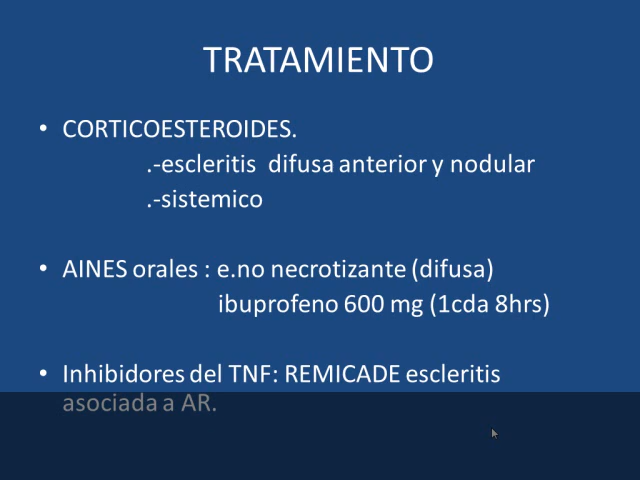 TRATAMIENTO
• CORTICOESTEROIDES.
.-escleritis difusa anterior y nodular
.-sistemico
• AINES orales : e.no necrotizante (difusa)
ibuprofeno 600 mg (1cda 8hrs)
• Inhibidores del TNF: REMICADE escleritis
asociada a AR.